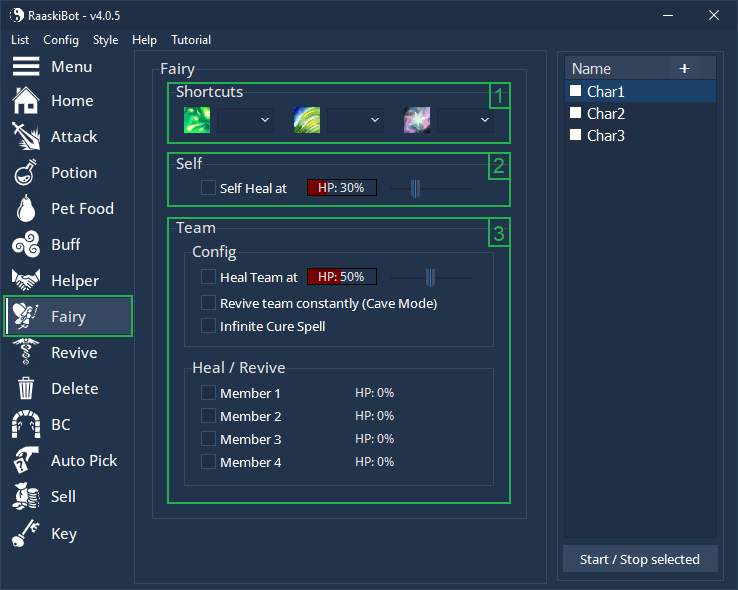 RaaskiBot - v4.0.5
List Config Style Help Tutorial
Menu
Home
Attack
Potion
Pet Food
Buff
Helper
Fairy
Revive
Delete
BC
Auto Pick
Sell
Key
Fairy
Shortcuts
1
Self
2
Self Heal at HP: 30%
Team
3
Config
Heal Team at HP: 50%
Revive team constantly (Cave Mode)
Infinite Cure Spell
Heal / Revive
Member 1 HP: 0%
Member 2 HP: 0%
Member 3 HP: 0%
Member 4 HP: 0%
Name +
Char1
Char2
Char3
Start / Stop selected